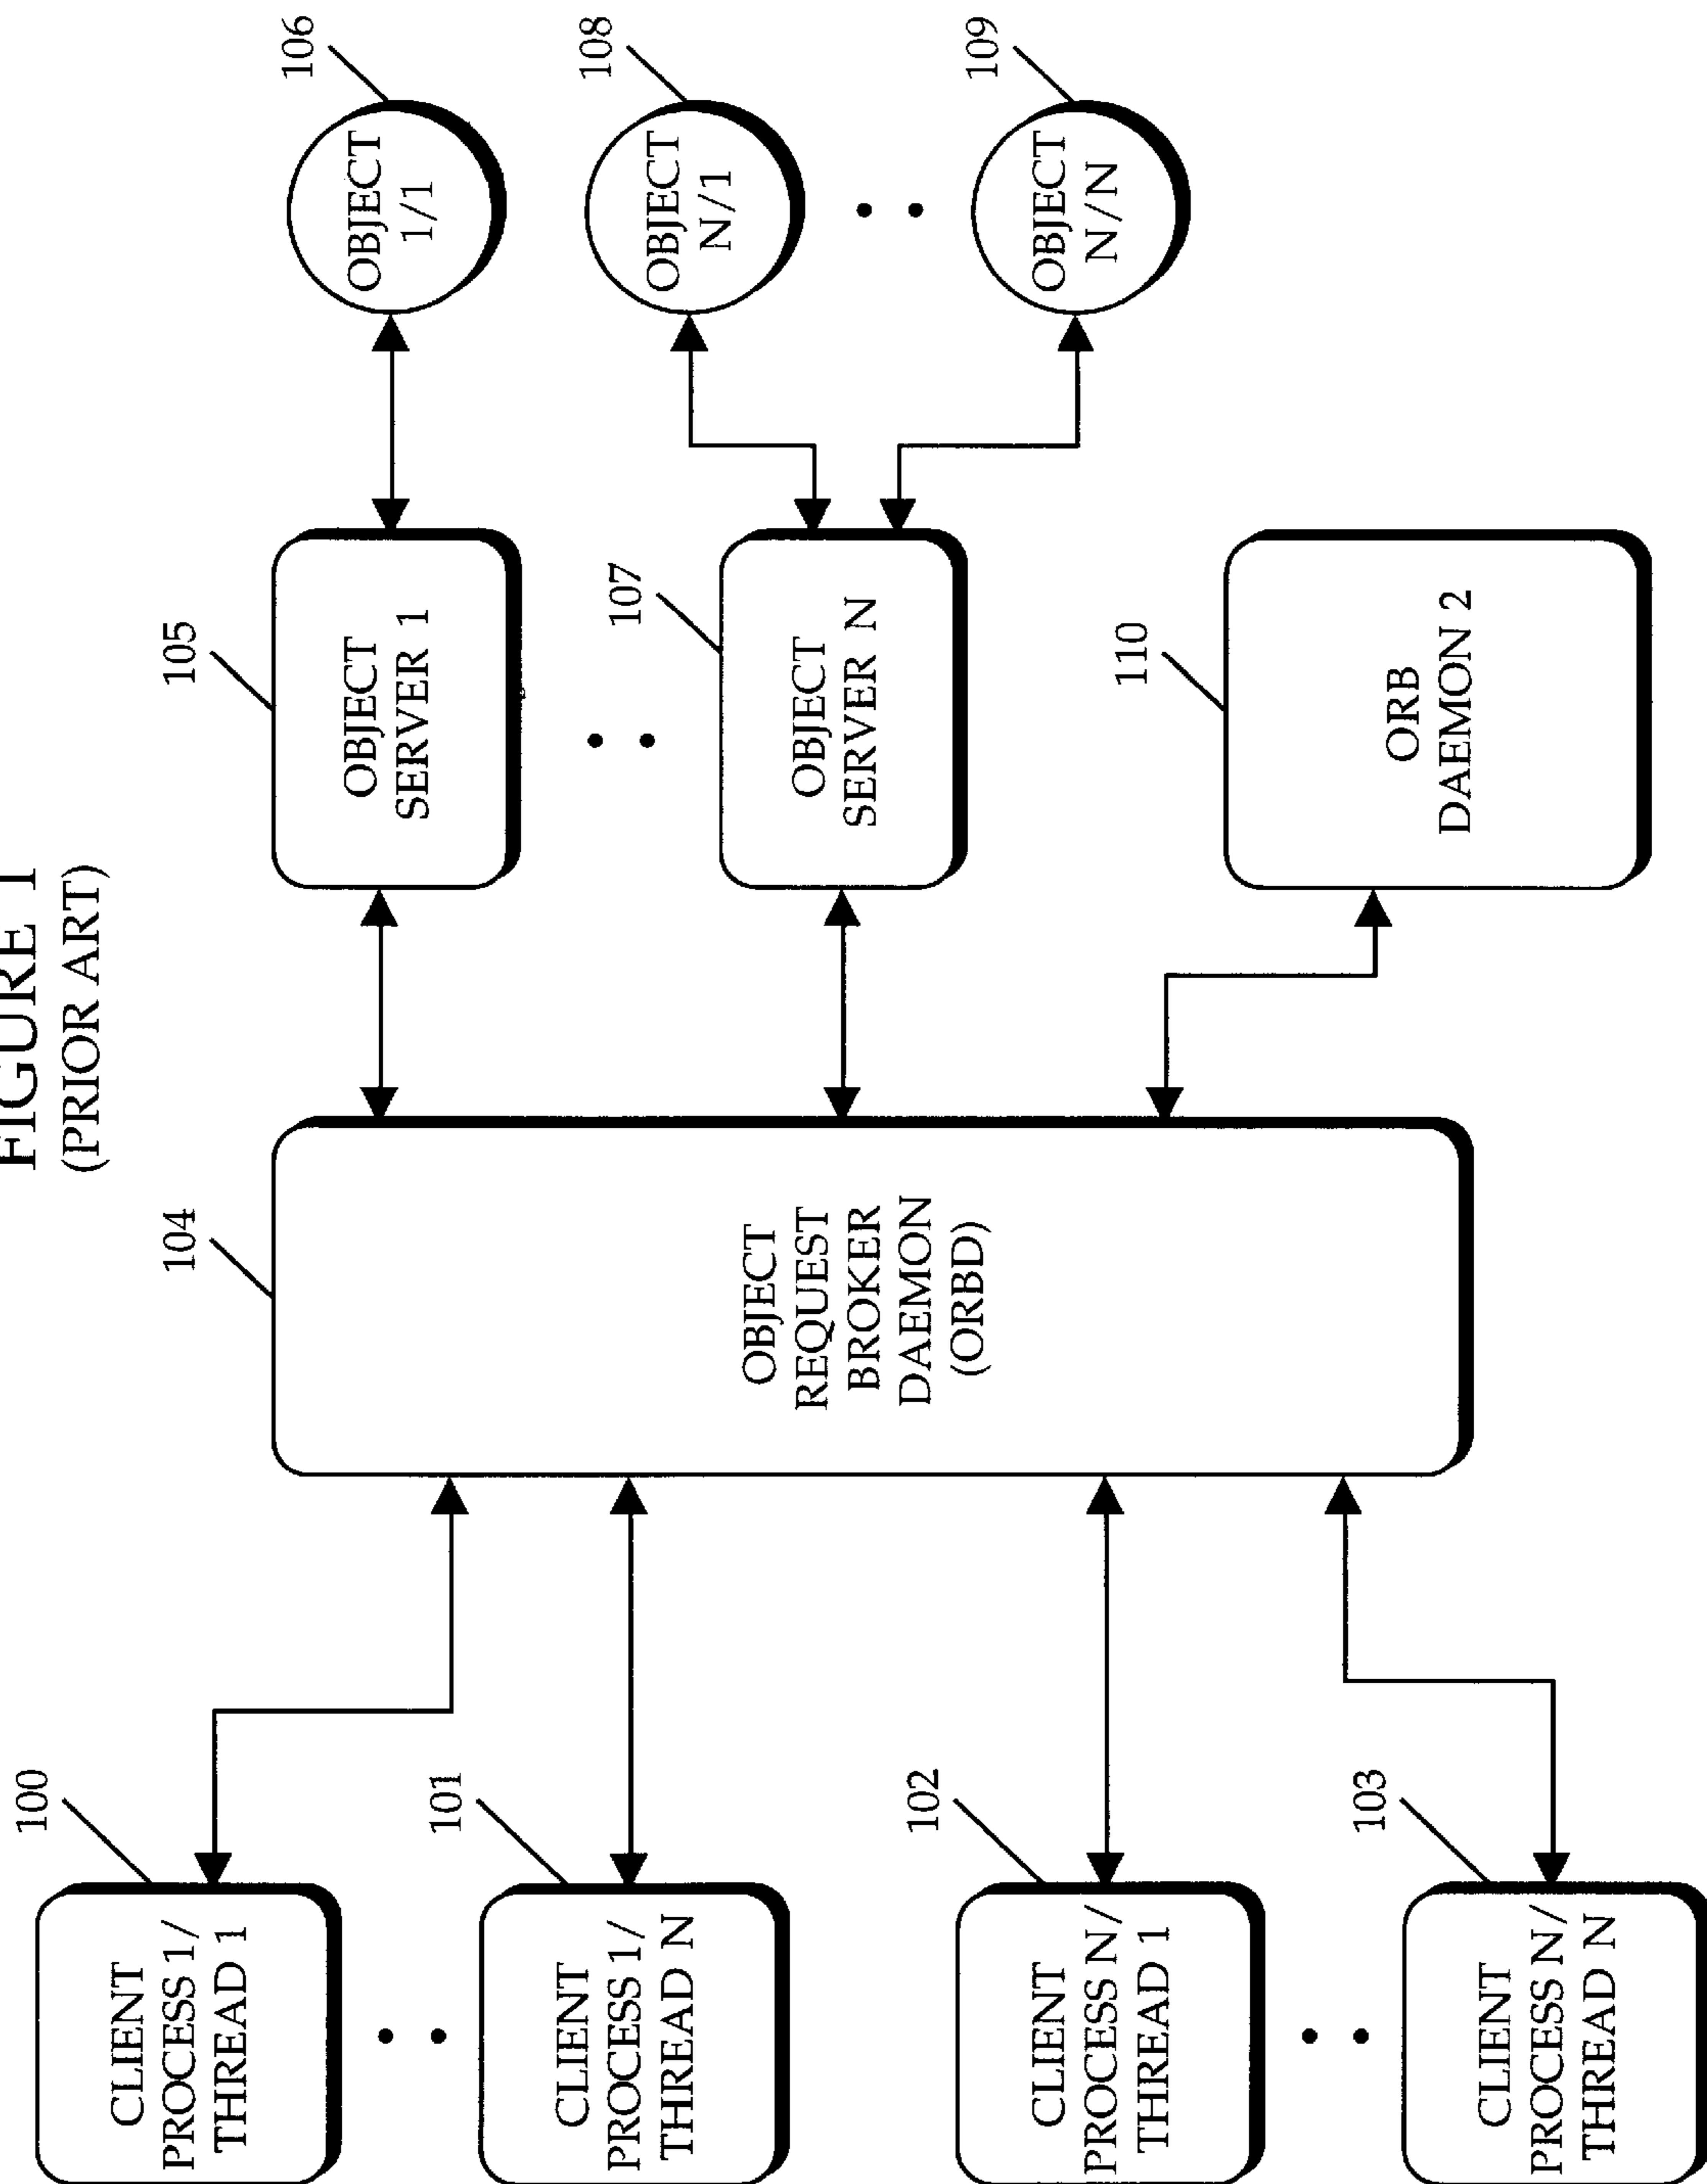 FIGURE 1
(PRIOR ART)
100
CLIENT
PROCESS 1/
THREAD 1
101
CLIENT
PROCESS 1/
THREAD N
102
CLIENT
PROCESS N/
THREAD 1
103
CLIENT
PROCESS N/
THREAD N
104
OBJECT
REQUEST
BROKER
DAEMON
(ORBD)
105
OBJECT
SERVER 1
107
OBJECT
SERVER N
110
ORB
DAEMON 2
106
OBJECT
1/1
108
OBJECT
N/1
109
OBJECT
N/N